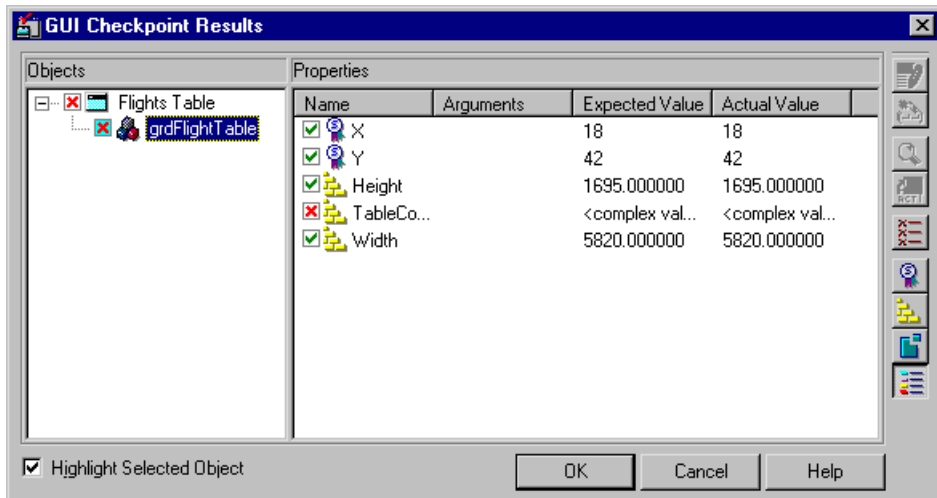 GUI Checkpoint Results
Objects
Properties
Flights Table
grdFlightTable
Name Arguments Expected Value Actual Value
X 18 18
Y 42 42
Height 1695.000000 1695.000000
TableCo... <complex val... <complex val...
Width 5820.000000 5820.000000
Highlight Selected Object
OK Cancel Help